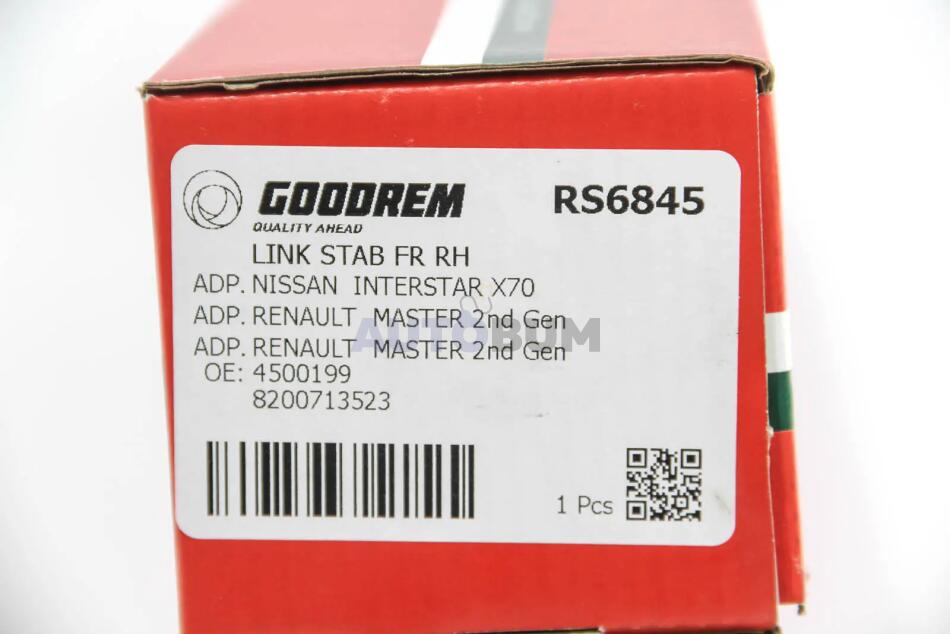 GOODREM
RS6845
QUALITY AHEAD
LINK STAB FR RH
ADP. NISSAN INTERSTAR X70
ADP. RENAULT MASTER 2nd Gen
AUTOBUM
ADP. RENAULT MASTER 2nd Gen
OE: 4500199
8200713523
1 Pcs